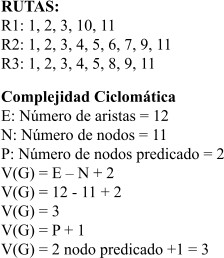 RUTAS:
R1: 1, 2, 3, 10, 11
R2: 1, 2, 3, 4, 5, 6, 7, 9, 11
R3: 1, 2, 3, 4, 5, 8, 9, 11
Complejidad Ciclomática
E: Número de aristas = 12
N: Número de nodos = 11
P: Número de nodos predicado = 2
V(G) = E – N + 2
V(G) = 12 - 11 + 2
V(G) = 3
V(G) = P + 1
V(G) = 2 nodo predicado +1 = 3